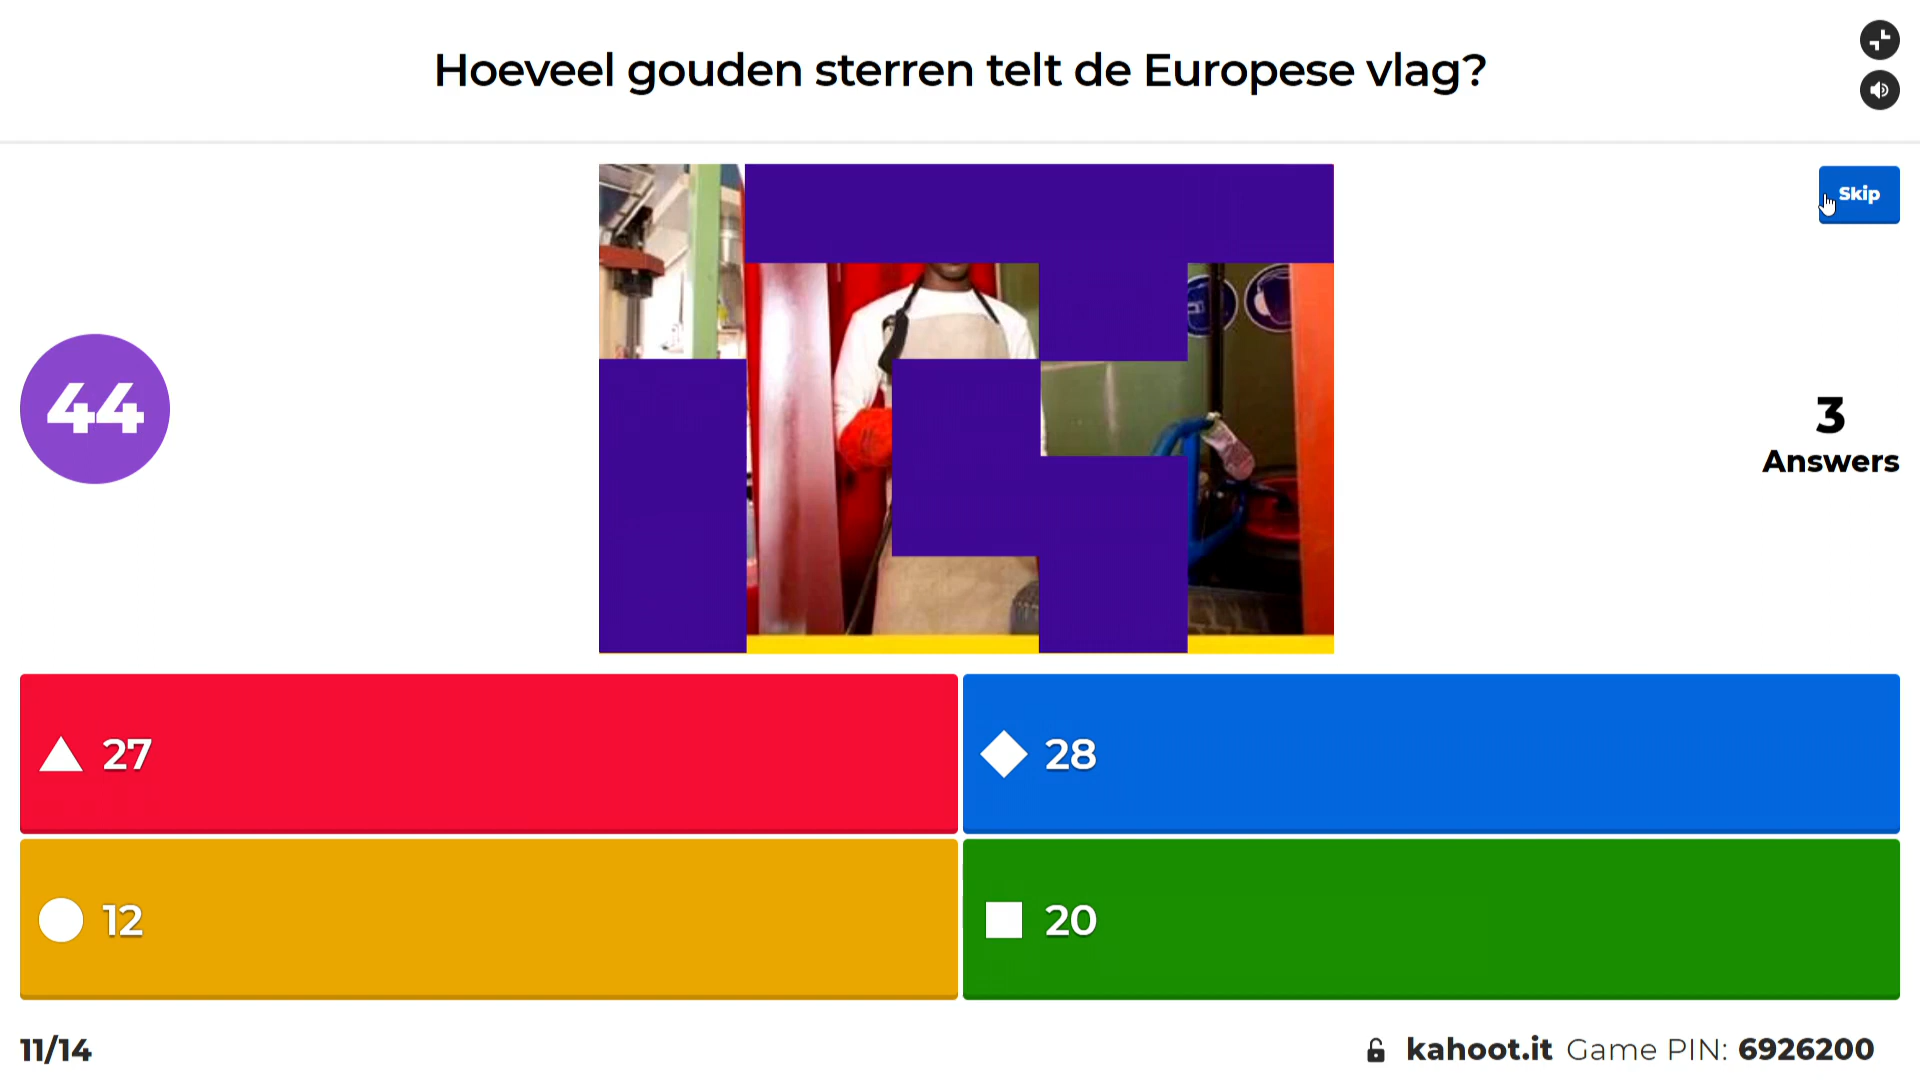 Hoeveel gouden sterren telt de Europese vlag?
Skip
44
3
Answers
27
28
12
20
11/14
kahoot.it Game PIN: 6926200